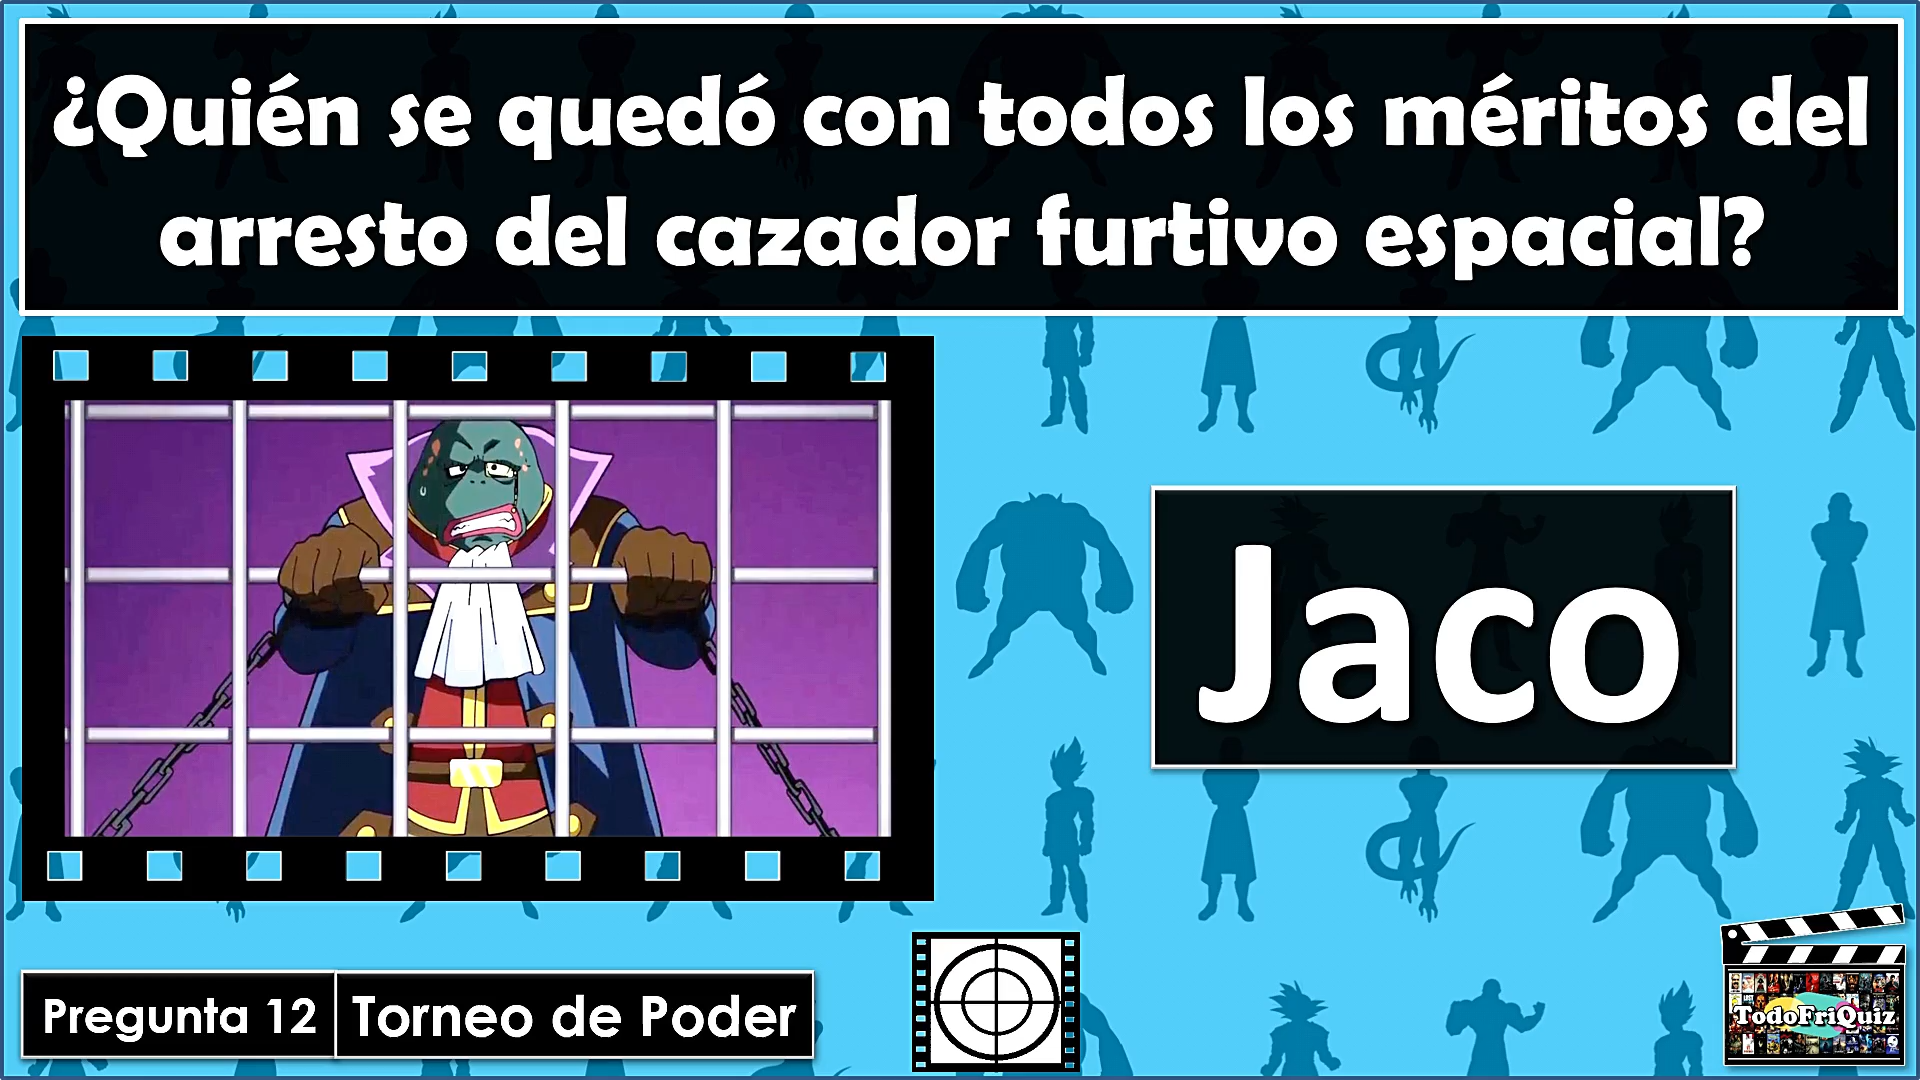 ¿Quién se quedó con todos los méritos del
arresto del cazador furtivo espacial?
Jaco
Pregunta 12
Torneo de Poder
TodoFriQuiz